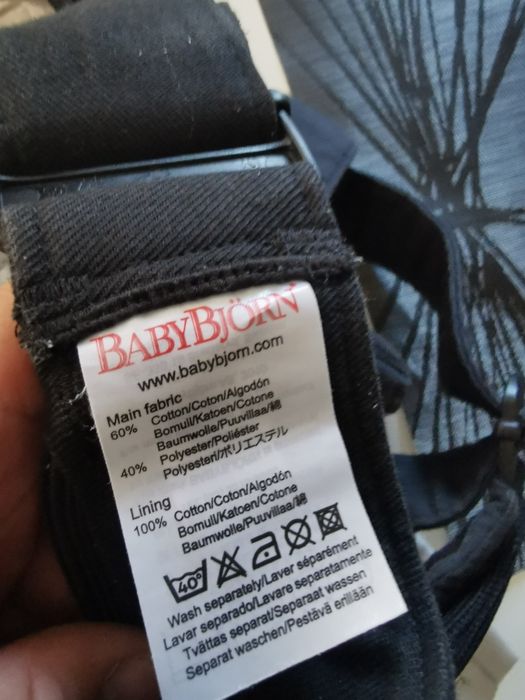 BABYBJÖRN
www.babybjorn.com
Main fabric
60% Cotton/Coton/Algodón
Bomull/Katoen/Cotone
Baumwolle/Puuvillaa/綿
40% Polyester/Poliéster
Polyester/ポリエステル
Lining
100% Cotton/Coton/Algodón
Bomull/Katoen/Cotone
Baumwolle/Puuvillaa/綿
40°
Wash separately/Laver séparément
Lavar separado/Lavare separatamente
Tvättas separat/Separaat wassen
Separat waschen/Pestävä erillään